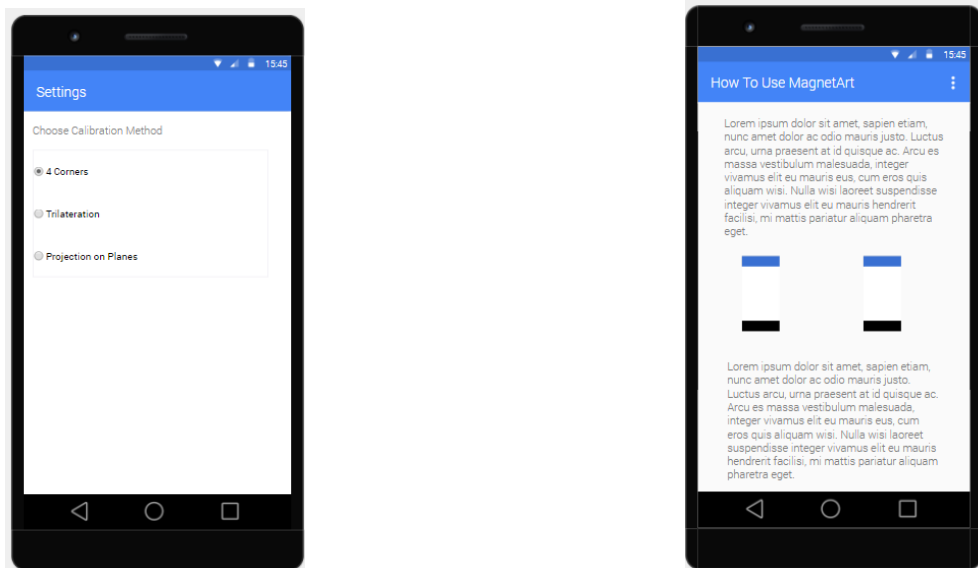 15:45
Settings
Choose Calibration Method
4 Corners
Trilateration
Projection on Planes
15:45
How To Use MagnetArt
Lorem ipsum dolor sit amet, sapien etiam,
nunc amet dolor ac odio mauris justo. Luctus
arcu, urna praesent at id quisque ac. Arcu es
massa vestibulum malesuada, integer
vivamus elit eu mauris eus, cum eros quis
aliquam wisi. Nulla wisi laoreet suspendisse
integer vivamus elit eu mauris hendrerit
facilisi, mi mattis pariatur aliquam pharetra
eget.
Lorem ipsum dolor sit amet, sapien etiam,
nunc amet dolor ac odio mauris justo.
Luctus arcu, urna praesent at id quisque ac.
Arcu es massa vestibulum malesuada,
integer vivamus elit eu mauris eus, cum
eros quis aliquam wisi. Nulla wisi laoreet
suspendisse integer vivamus elit eu mauris
hendrerit facilisi, mi mattis pariatur aliquam
pharetra eget.